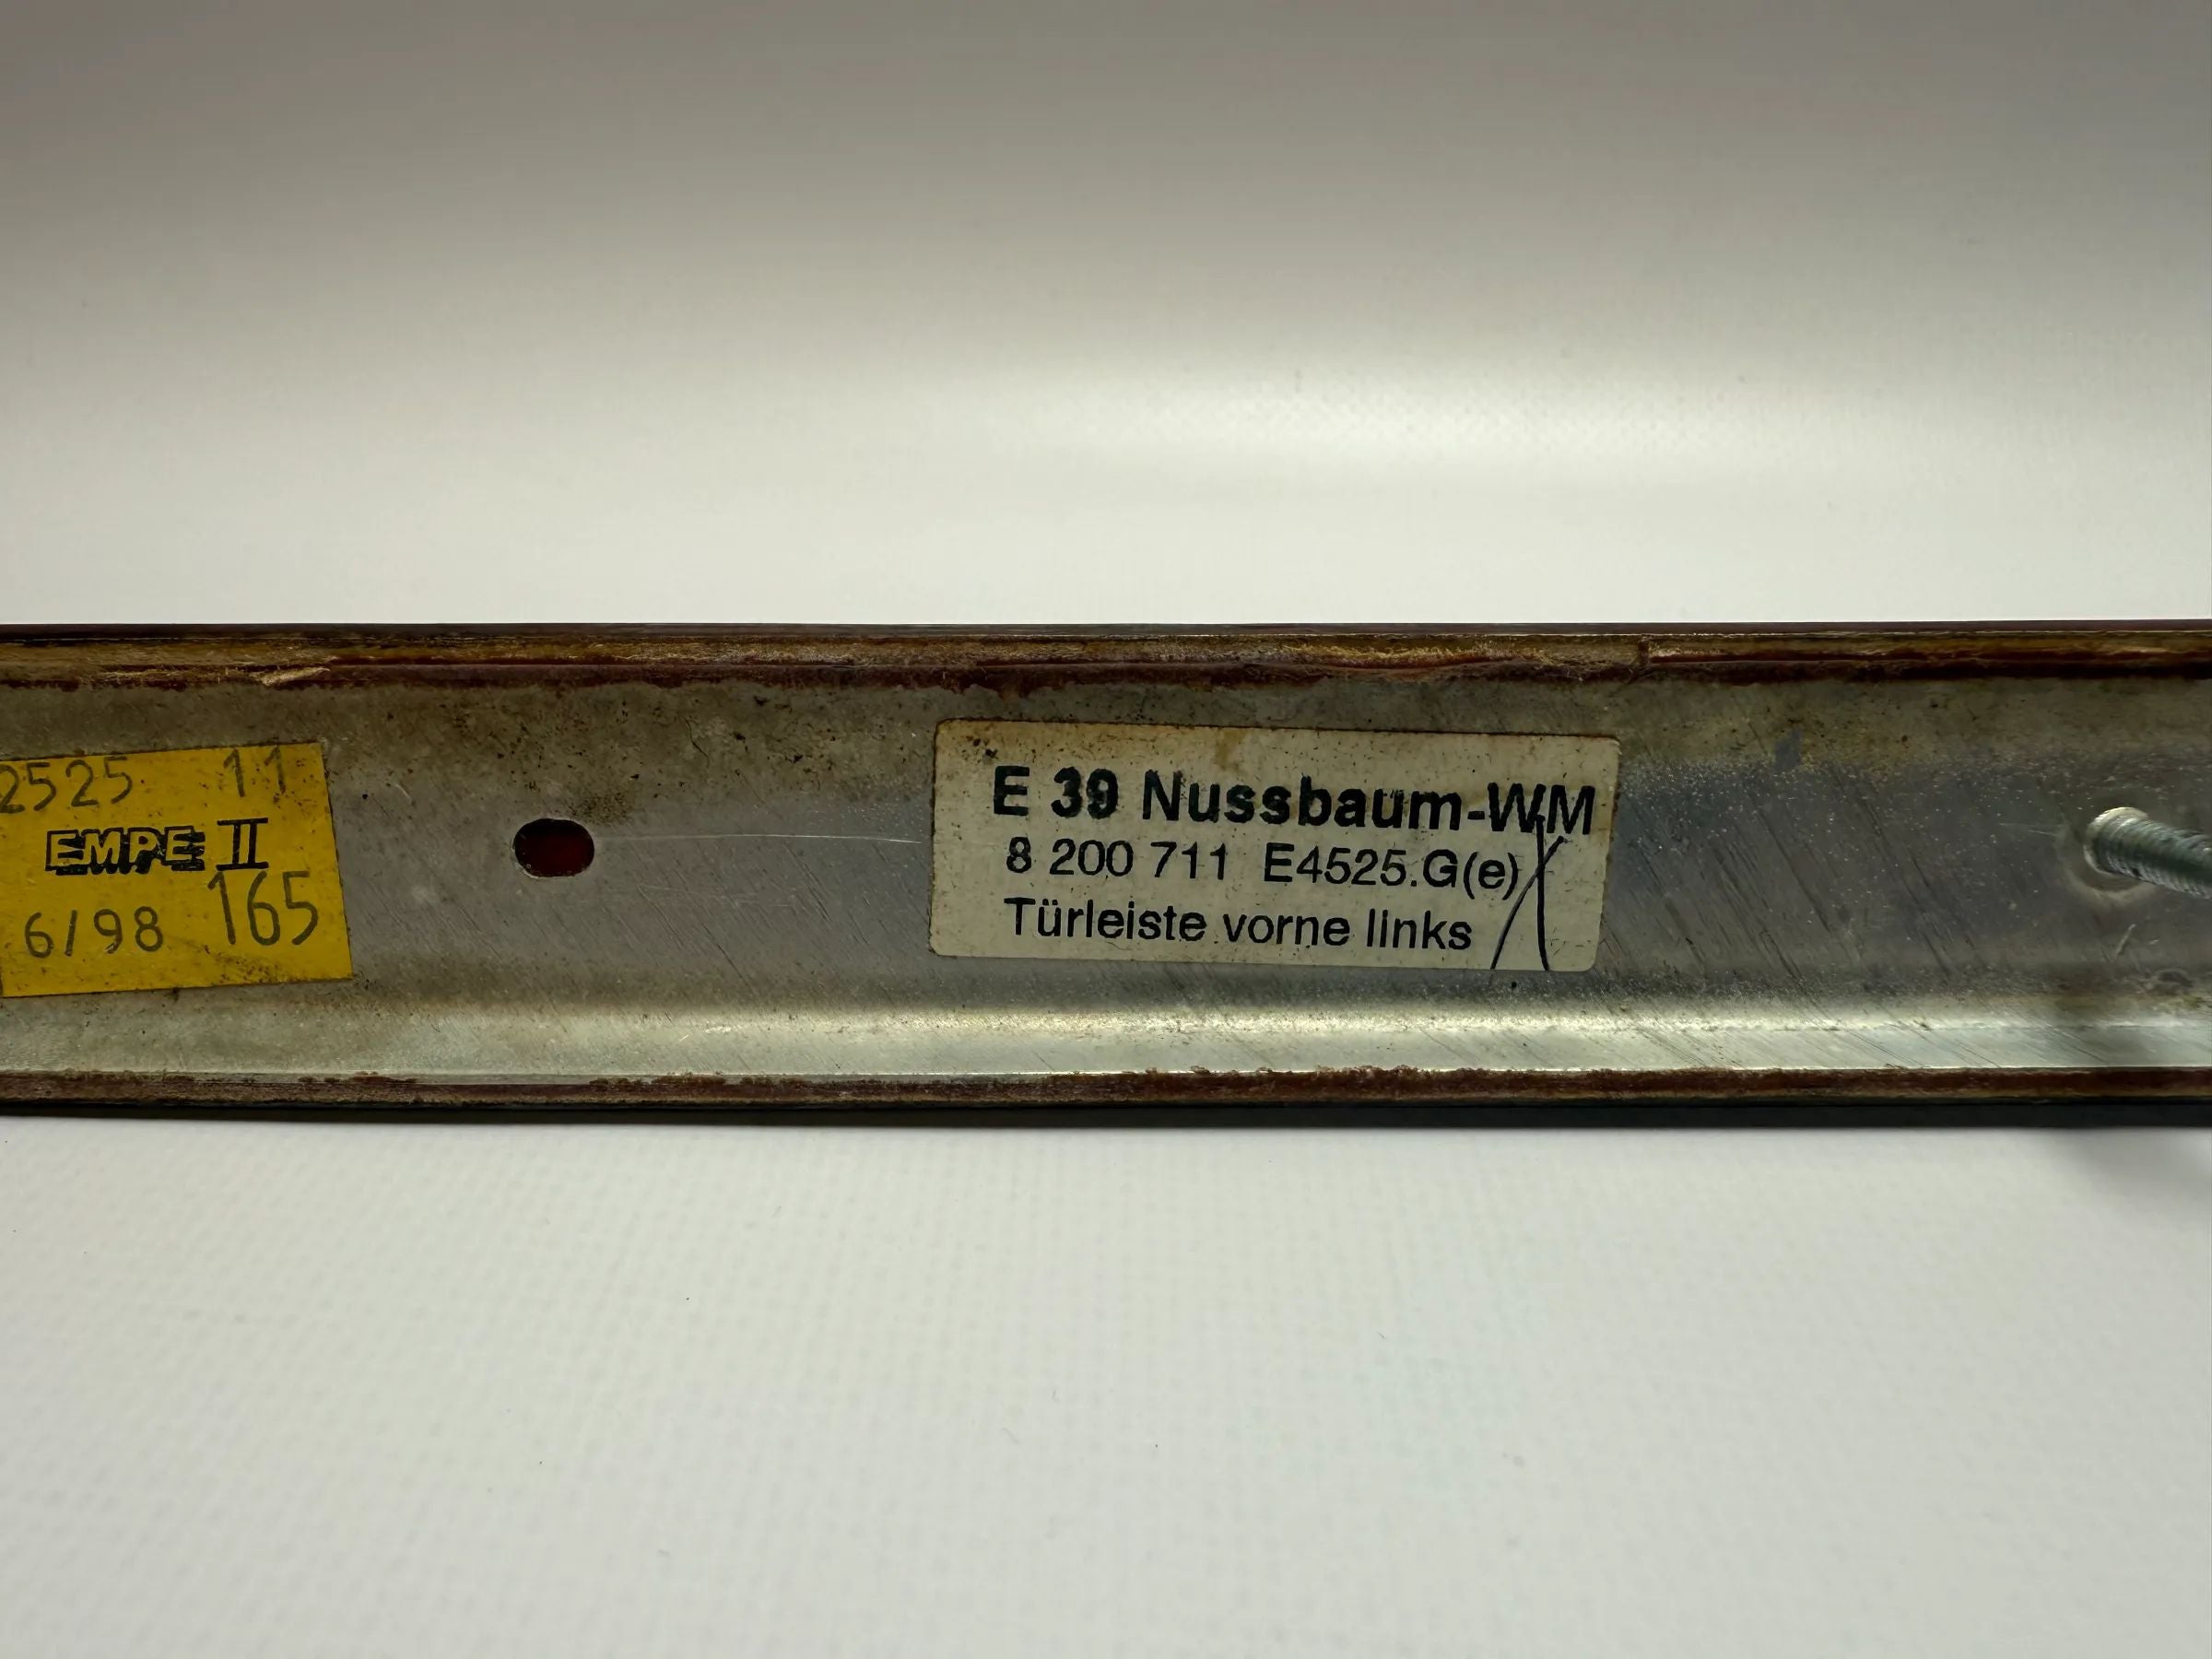 2525 11
EMPE II
6/98 165
E 39 Nussbaum-WM
8 200 711 E4525.G(e)
Türleiste vorne links